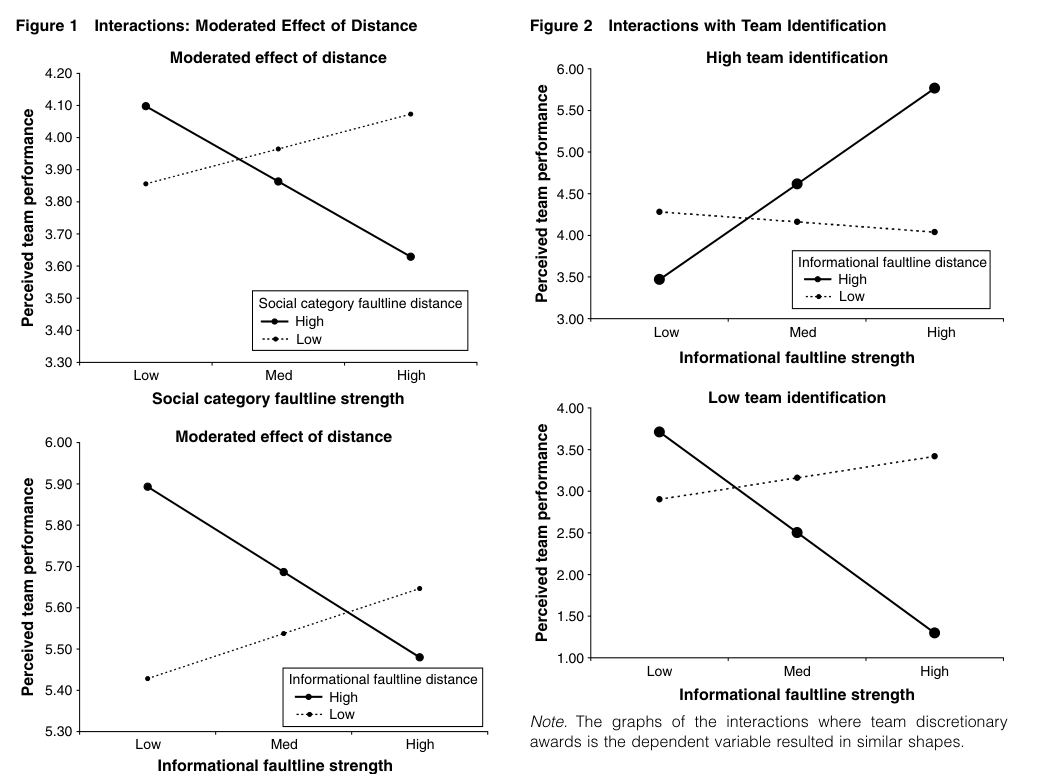 Figure 1 Interactions: Moderated Effect of Distance
Moderated effect of distance
Perceived team performance
4.20
4.10
4.00
3.90
3.80
3.70
3.60
3.50
3.40
3.30
Social category faultline distance
High
Low
Low Med High
Social category faultline strength
Moderated effect of distance
Perceived team performance
6.00
5.90
5.80
5.70
5.60
5.50
5.40
5.30
Informational faultline distance
High
Low
Low Med High
Informational faultline strength
Figure 2 Interactions with Team Identification
High team identification
Perceived team performance
6.00
5.50
5.00
4.50
4.00
3.50
3.00
Informational faultline distance
High
Low
Low Med High
Informational faultline strength
Low team identification
Perceived team performance
4.00
3.50
3.00
2.50
2.00
1.50
1.00
Low Med High
Informational faultline strength
Note. The graphs of the interactions where team discretionary
awards is the dependent variable resulted in similar shapes.